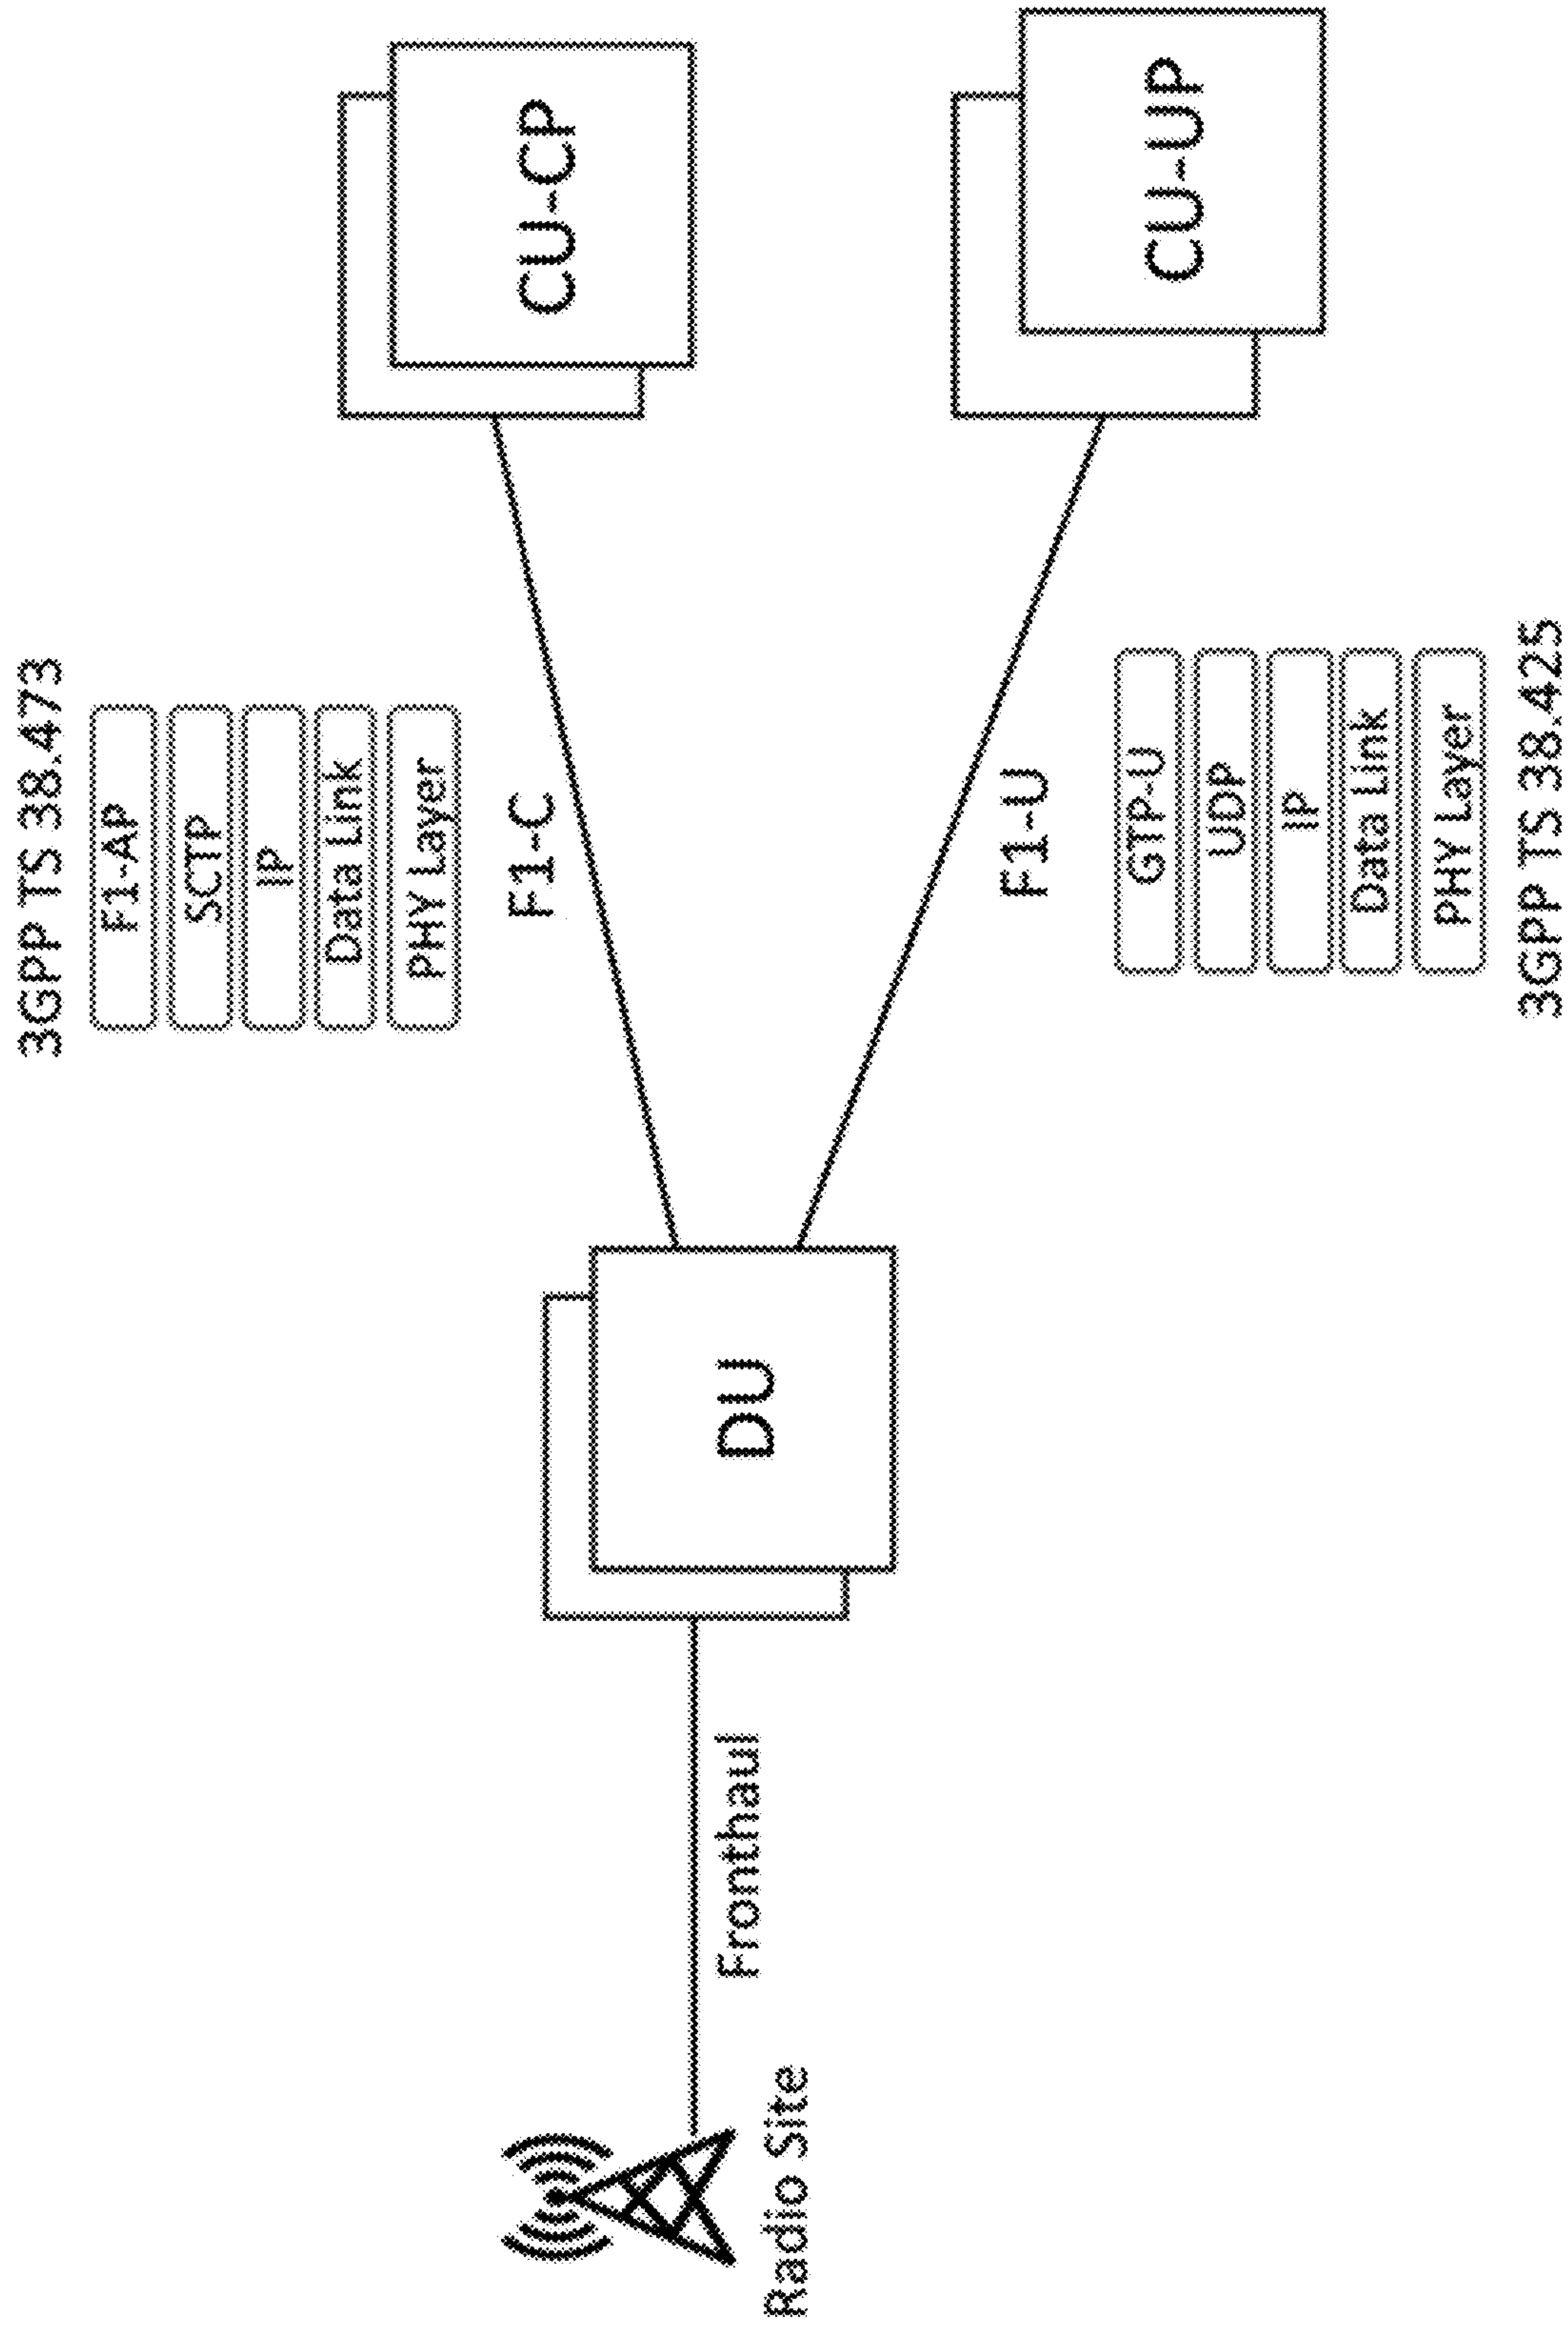 3GPP TS 38.473
F1-AP
SCTP
IP
Data Link
PHY Layer
F1-C
CU-CP
Radio Site
Fronthaul
DU
F1-U
CU-UP
GTP-U
UDP
IP
Data Link
PHY Layer
3GPP TS 38.425